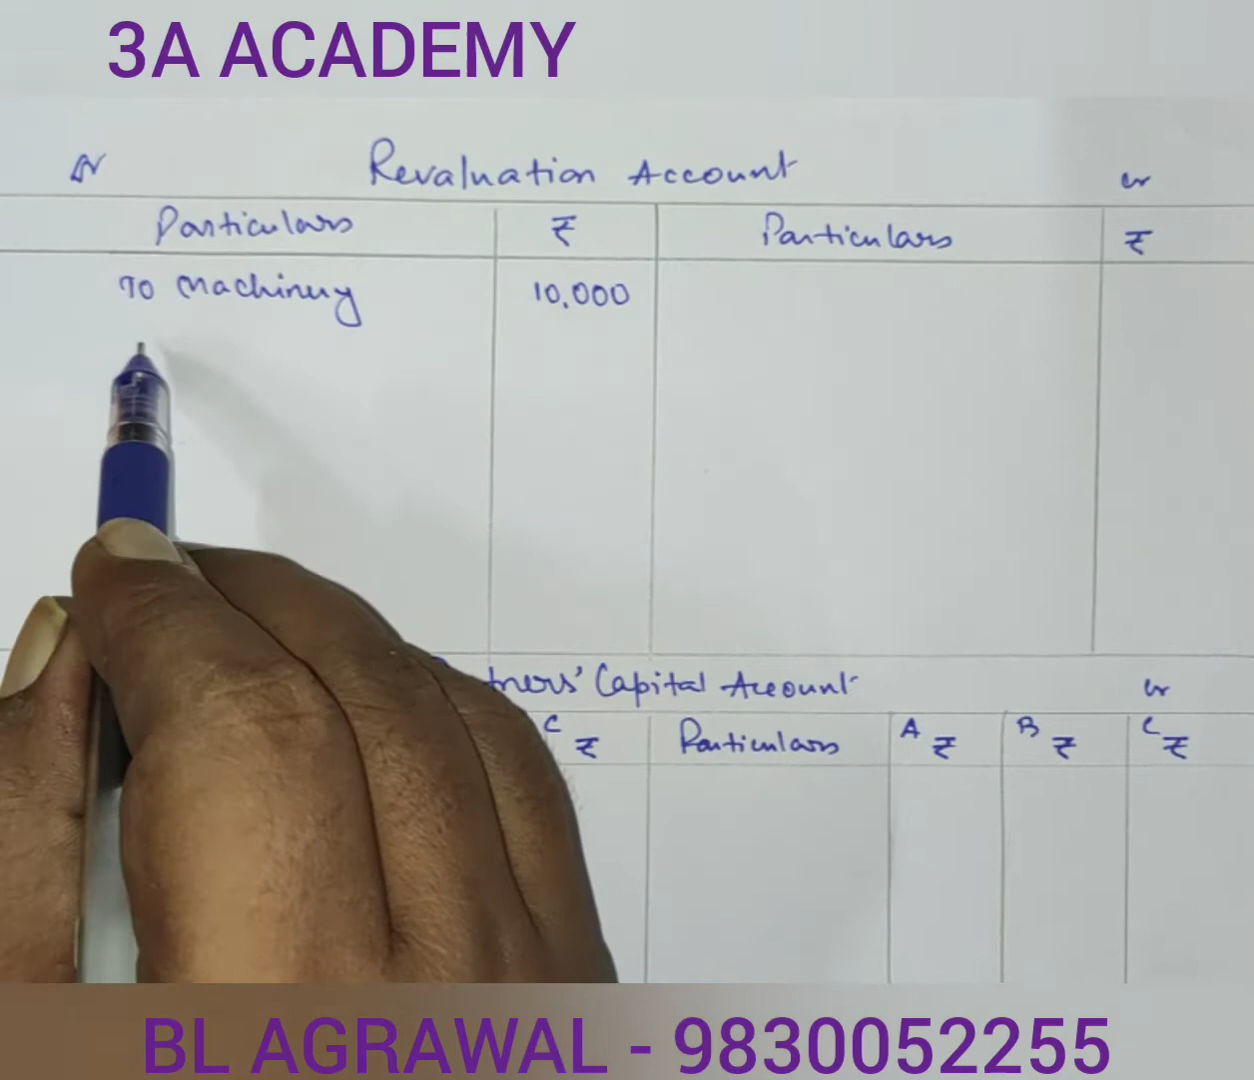 3A ACADEMY
Dr Revaluation Account Cr
Particulars ₹ Particulars ₹
To Machinery 10,000
tners' Capital Account Cr
C ₹ Particulars A ₹ B ₹ C ₹
BL AGRAWAL - 9830052255